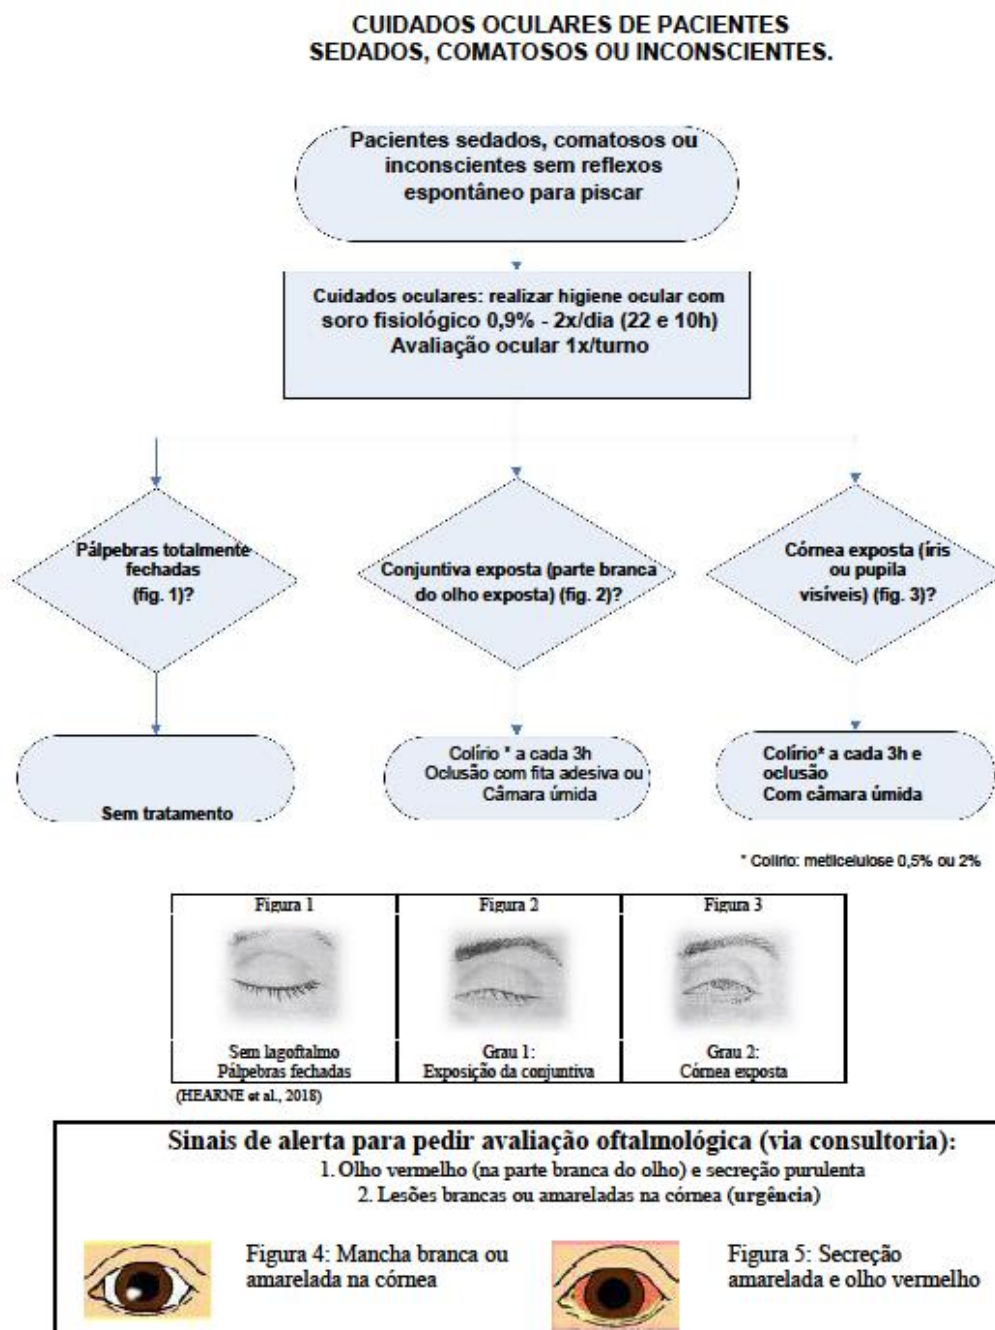 CUIDADOS OCULARES DE PACIENTES
SEDADOS, COMATOSOS OU INCONSCIENTES.
Pacientes sedados, comatosos ou
inconscientes sem reflexos
espontâneo para piscar
Cuidados oculares: realizar higiene ocular com
soro fisiológico 0,9% - 2x/dia (22 e 10h)
Avaliação ocular 1x/turno
Pálpebras totalmente
fechadas
(fig. 1)?
Conjuntiva exposta (parte branca
do olho exposta) (fig. 2)?
Córnea exposta (íris
ou pupila
visíveis) (fig. 3)?
Sem tratamento
Colírio * a cada 3h
Oclusão com fita adesiva ou
Câmara úmida
Colírio* a cada 3h e
oclusão
Com câmara úmida
* Colírio: metilcelulose 0,5% ou 2%
Figura 1
Figura 2
Figura 3
Sem lagoftalmo
Pálpebras fechadas
Grau 1:
Exposição da conjuntiva
Grau 2:
Córnea exposta
(HEARNE et al., 2018)
Sinais de alerta para pedir avaliação oftalmológica (via consultoria):
1. Olho vermelho (na parte branca do olho) e secreção purulenta
2. Lesões brancas ou amareladas na córnea (urgência)
Figura 4: Mancha branca ou
amarelada na córnea
Figura 5: Secreção
amarelada e olho vermelho